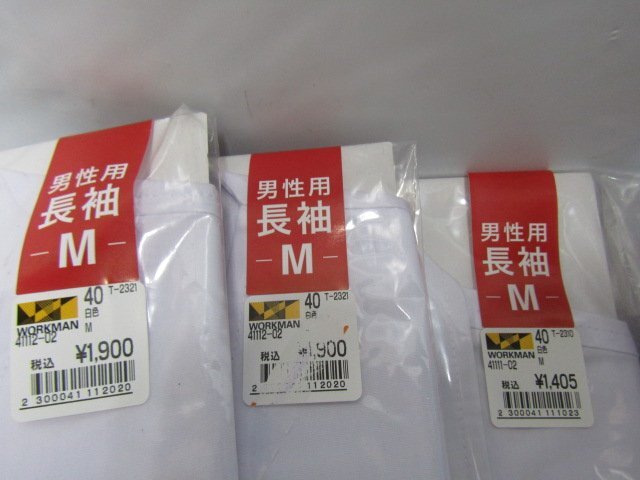 男性用
長袖
M
40 T-2321
白色
WORKMAN M
41112-02
税込 ¥1,900
2 300041 112020
男性用
長袖
M
40 T-2321
白色
WORKMAN M
41112-02
税込 ,900
2 112020
男性用
長袖
M
40 T-2310
白色
WORKMAN M
41111-02
税込 ¥1,405
2 300041 111023